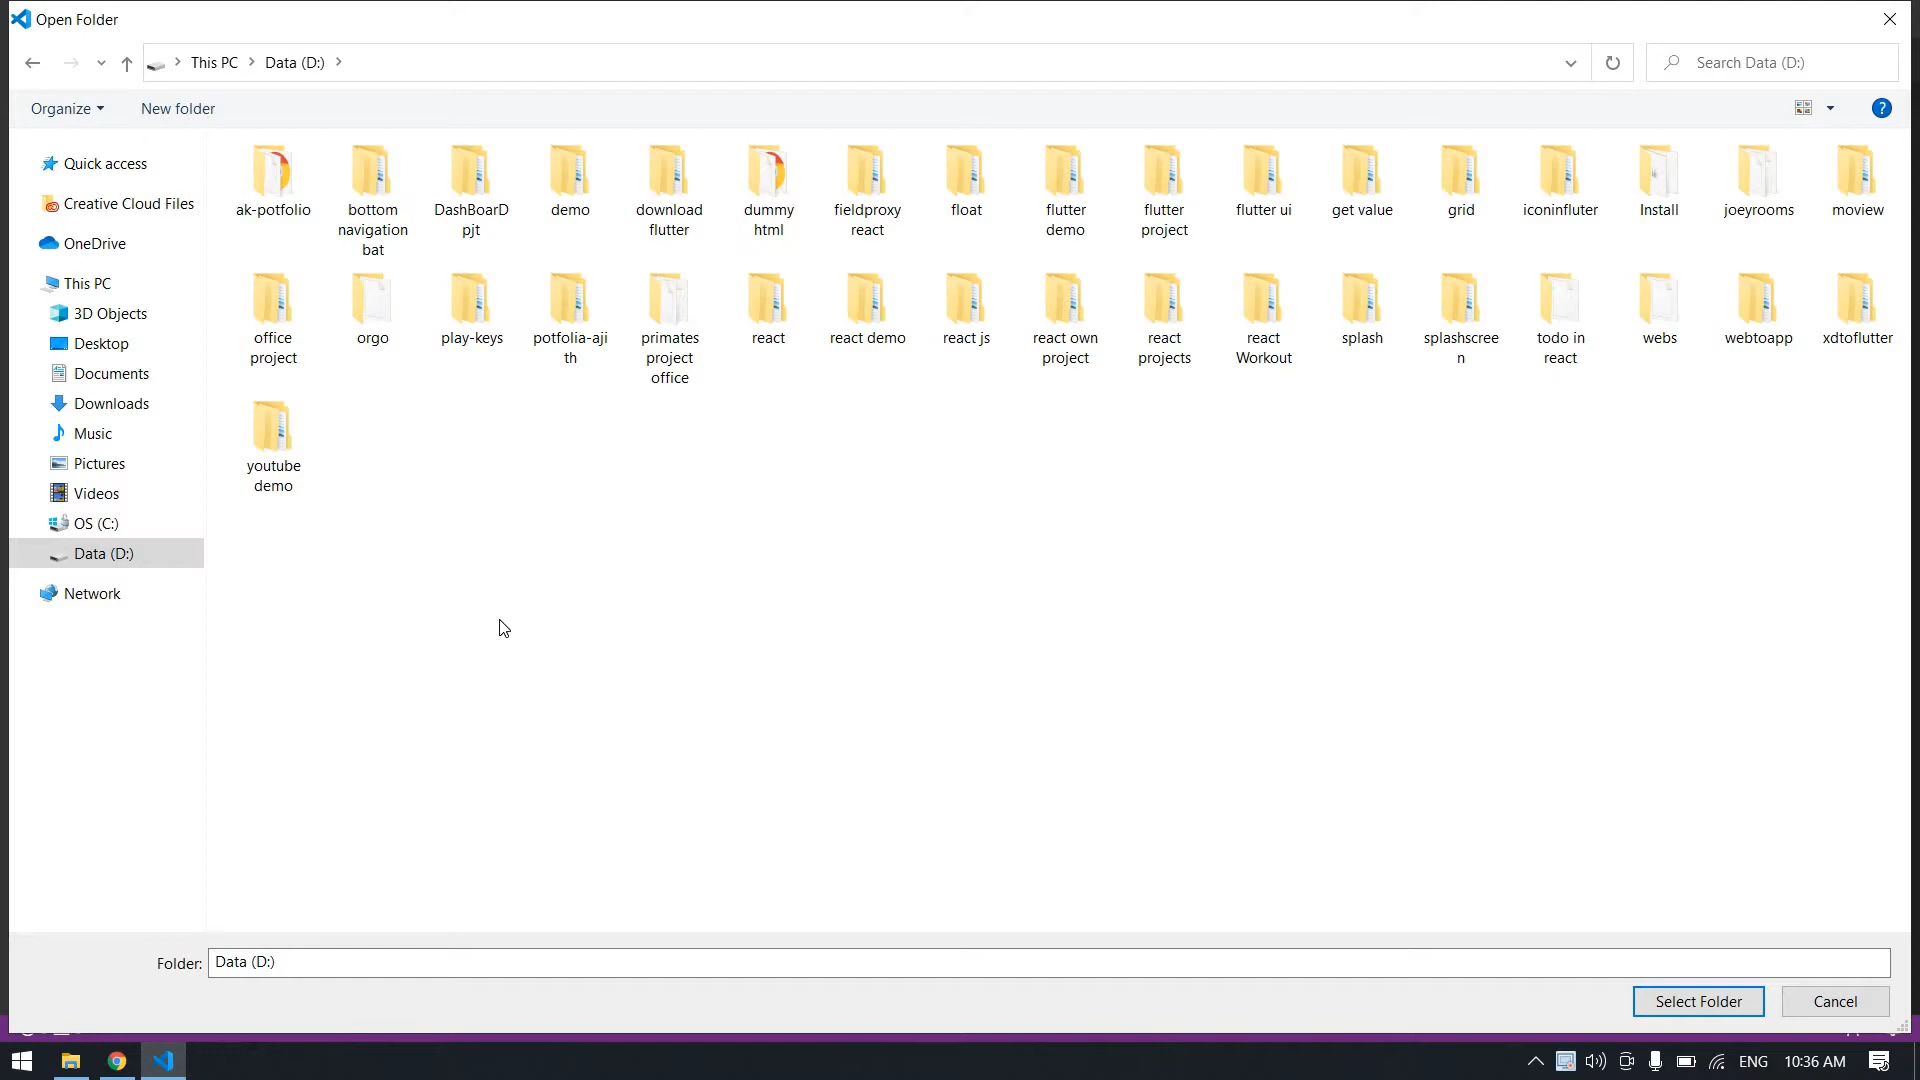 Open Folder
This PC
Data (D:)
Search Data (D:)
Organize
New folder
?
Quick access
Creative Cloud Files
OneDrive
This PC
3D Objects
Desktop
Documents
Downloads
Music
Pictures
Videos
OS (C:)
Data (D:)
Network
ak-potfolio
bottom
navigation
bat
DashBoarD
pjt
demo
download
flutter
dummy
html
fieldproxy
react
float
flutter
demo
flutter
project
flutter ui
get value
grid
iconinfluter
Install
joeyrooms
moview
office
project
orgo
play-keys
potfolia-aji
th
primates
project
office
react
react demo
react js
react own
project
react
projects
react
Workout
splash
splashscree
n
todo in
react
webs
webtoapp
xdtoflutter
youtube
demo
Folder:
Data (D:)
Select Folder
Cancel
ENG
10:36 AM